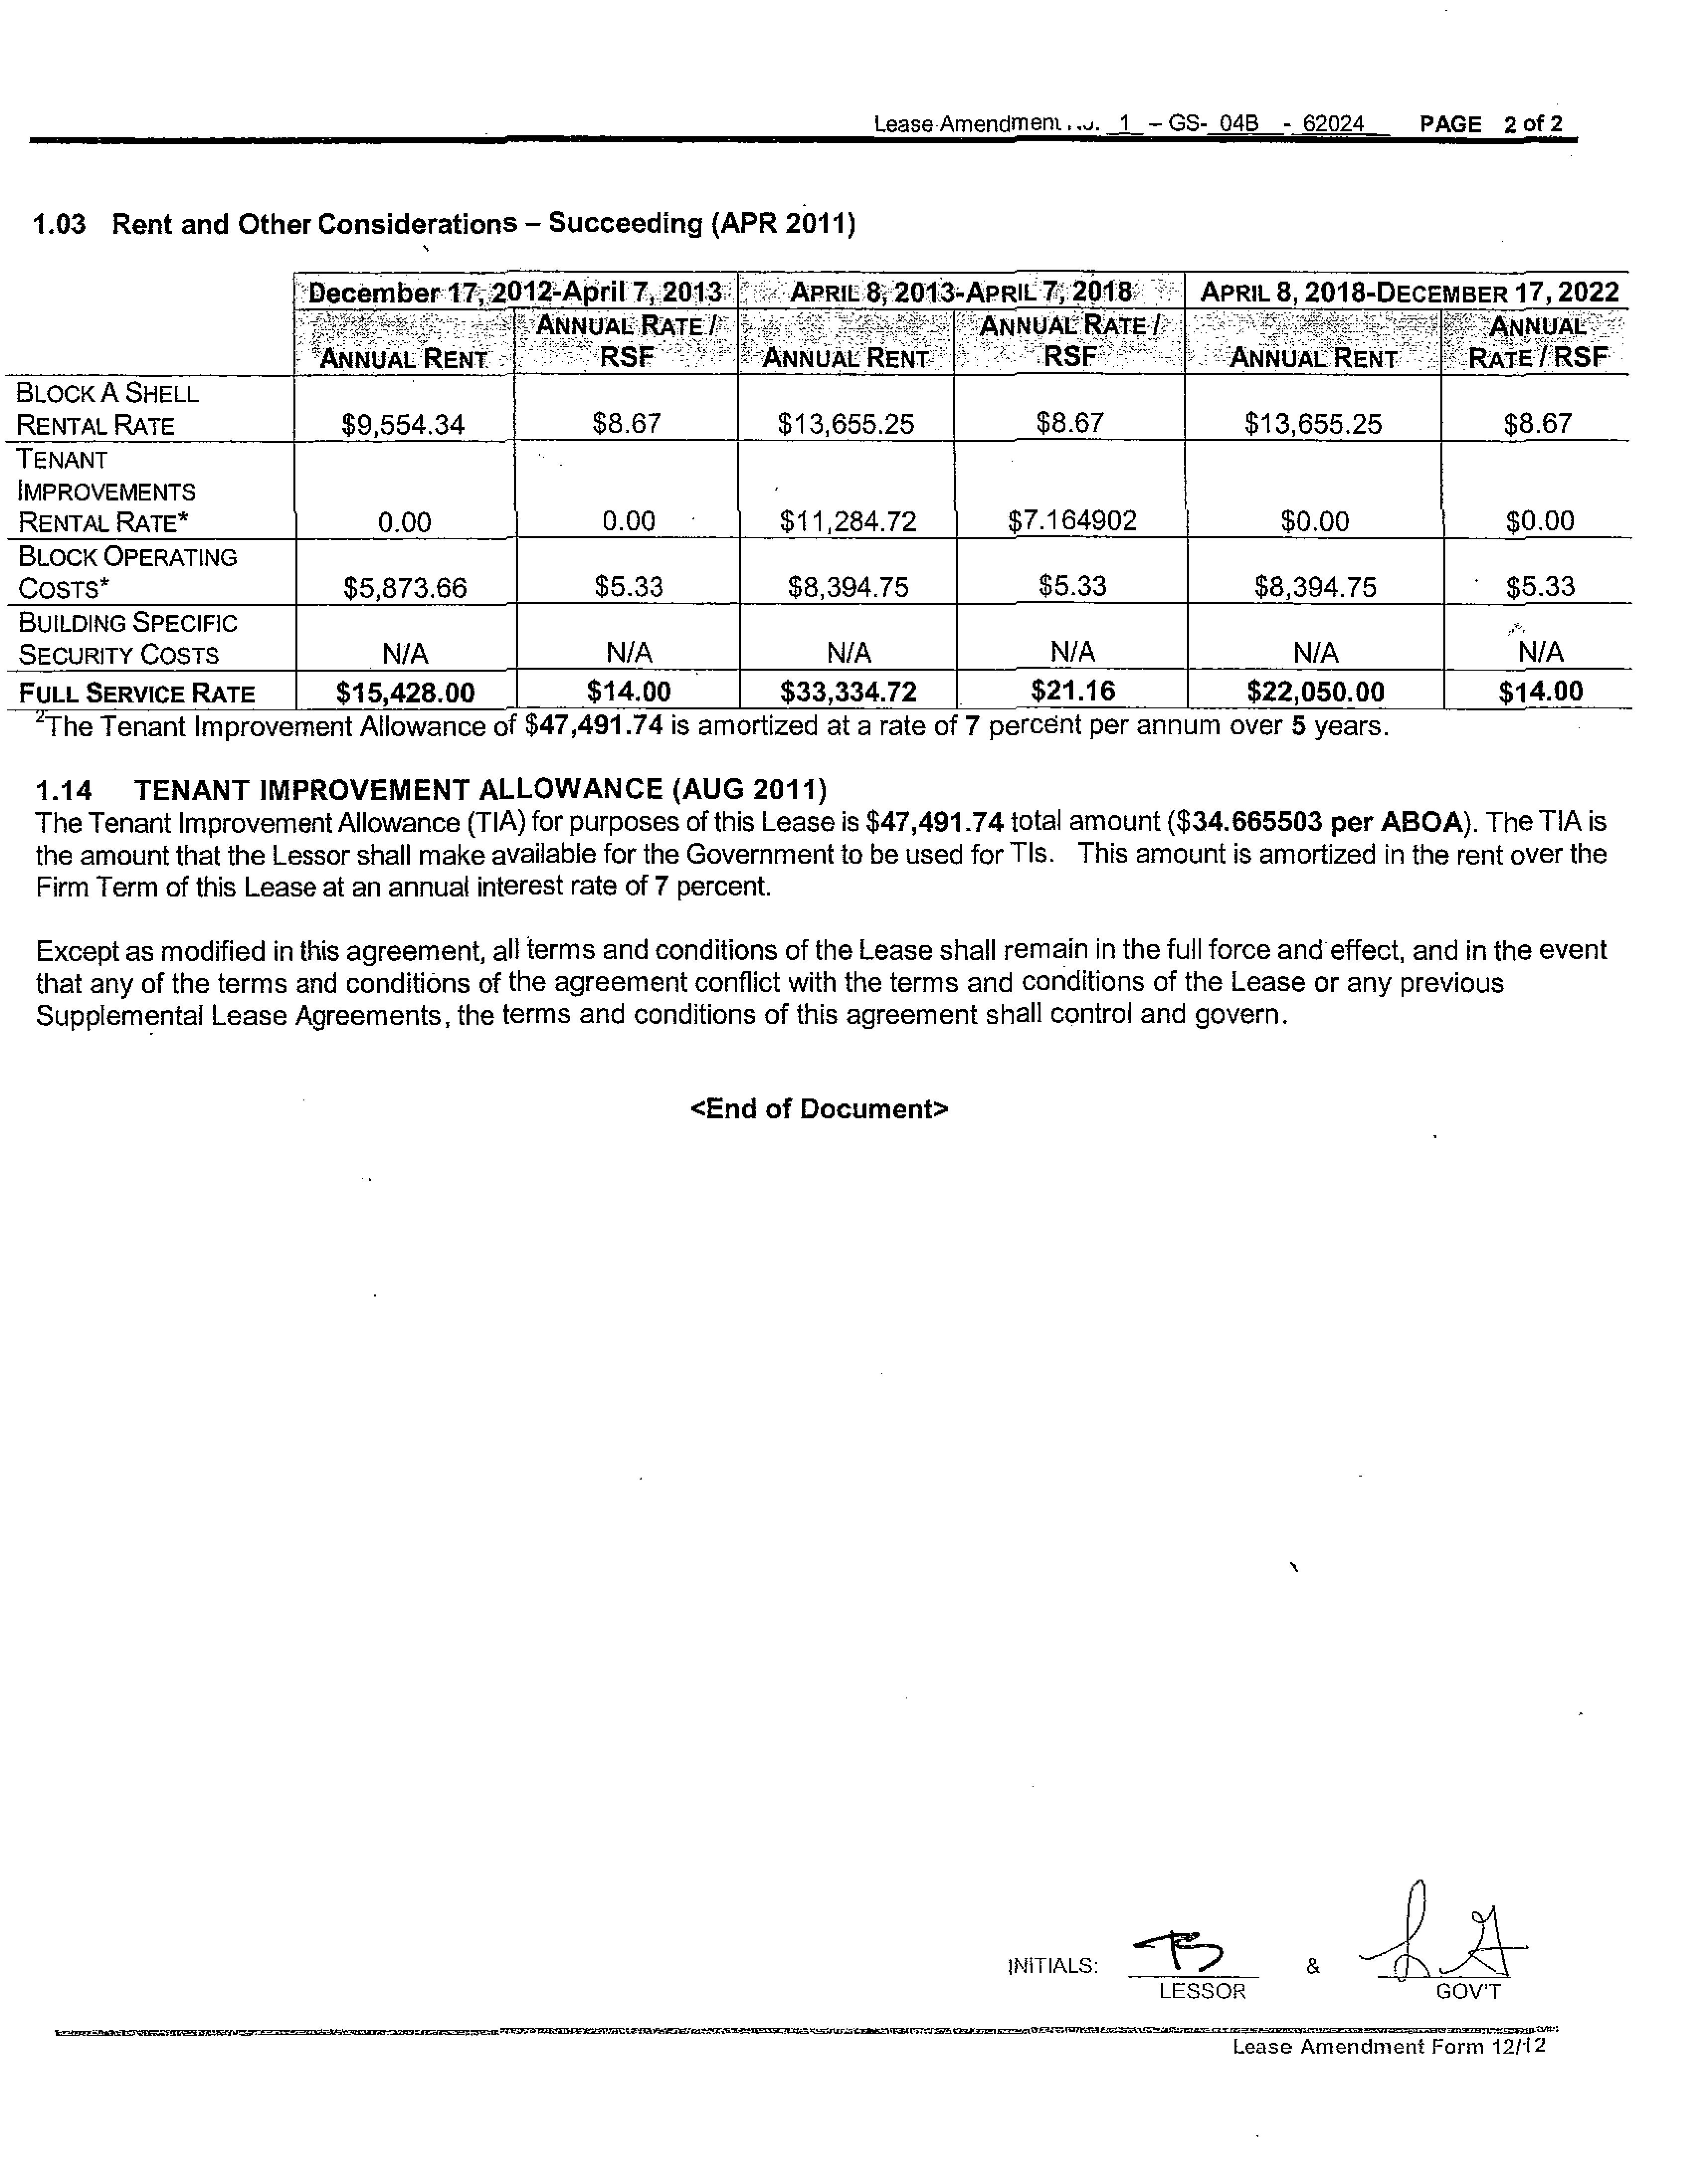 Lease Amendment 1 – GS- 04B - 62024 PAGE 2 of 2
1.03 Rent and Other Considerations – Succeeding (APR 2011)
December 17, 2012-April 7, 2013 APRIL 8, 2013-APRIL 7, 2018 APRIL 8, 2018-DECEMBER 17, 2022
ANNUAL RATE / ANNUAL RATE / ANNUAL
ANNUAL RENT RSF ANNUAL RENT RSF ANNUAL RENT RATE / RSF
BLOCK A SHELL
RENTAL RATE $9,554.34 $8.67 $13,655.25 $8.67 $13,655.25 $8.67
TENANT
IMPROVEMENTS
RENTAL RATE* 0.00 0.00 $11,284.72 $7.164902 $0.00 $0.00
BLOCK OPERATING
COSTS* $5,873.66 $5.33 $8,394.75 $5.33 $8,394.75 $5.33
BUILDING SPECIFIC
SECURITY COSTS N/A N/A N/A N/A N/A N/A
FULL SERVICE RATE $15,428.00 $14.00 $33,334.72 $21.16 $22,050.00 $14.00
²The Tenant Improvement Allowance of $47,491.74 is amortized at a rate of 7 percent per annum over 5 years.
1.14 TENANT IMPROVEMENT ALLOWANCE (AUG 2011)
The Tenant Improvement Allowance (TIA) for purposes of this Lease is $47,491.74 total amount ($34.665503 per ABOA). The TIA is
the amount that the Lessor shall make available for the Government to be used for TIs. This amount is amortized in the rent over the
Firm Term of this Lease at an annual interest rate of 7 percent.
Except as modified in this agreement, all terms and conditions of the Lease shall remain in the full force and effect, and in the event
that any of the terms and conditions of the agreement conflict with the terms and conditions of the Lease or any previous
Supplemental Lease Agreements, the terms and conditions of this agreement shall control and govern.
<End of Document>
INITIALS: &
LESSOR GOV'T
Lease Amendment Form 12/12